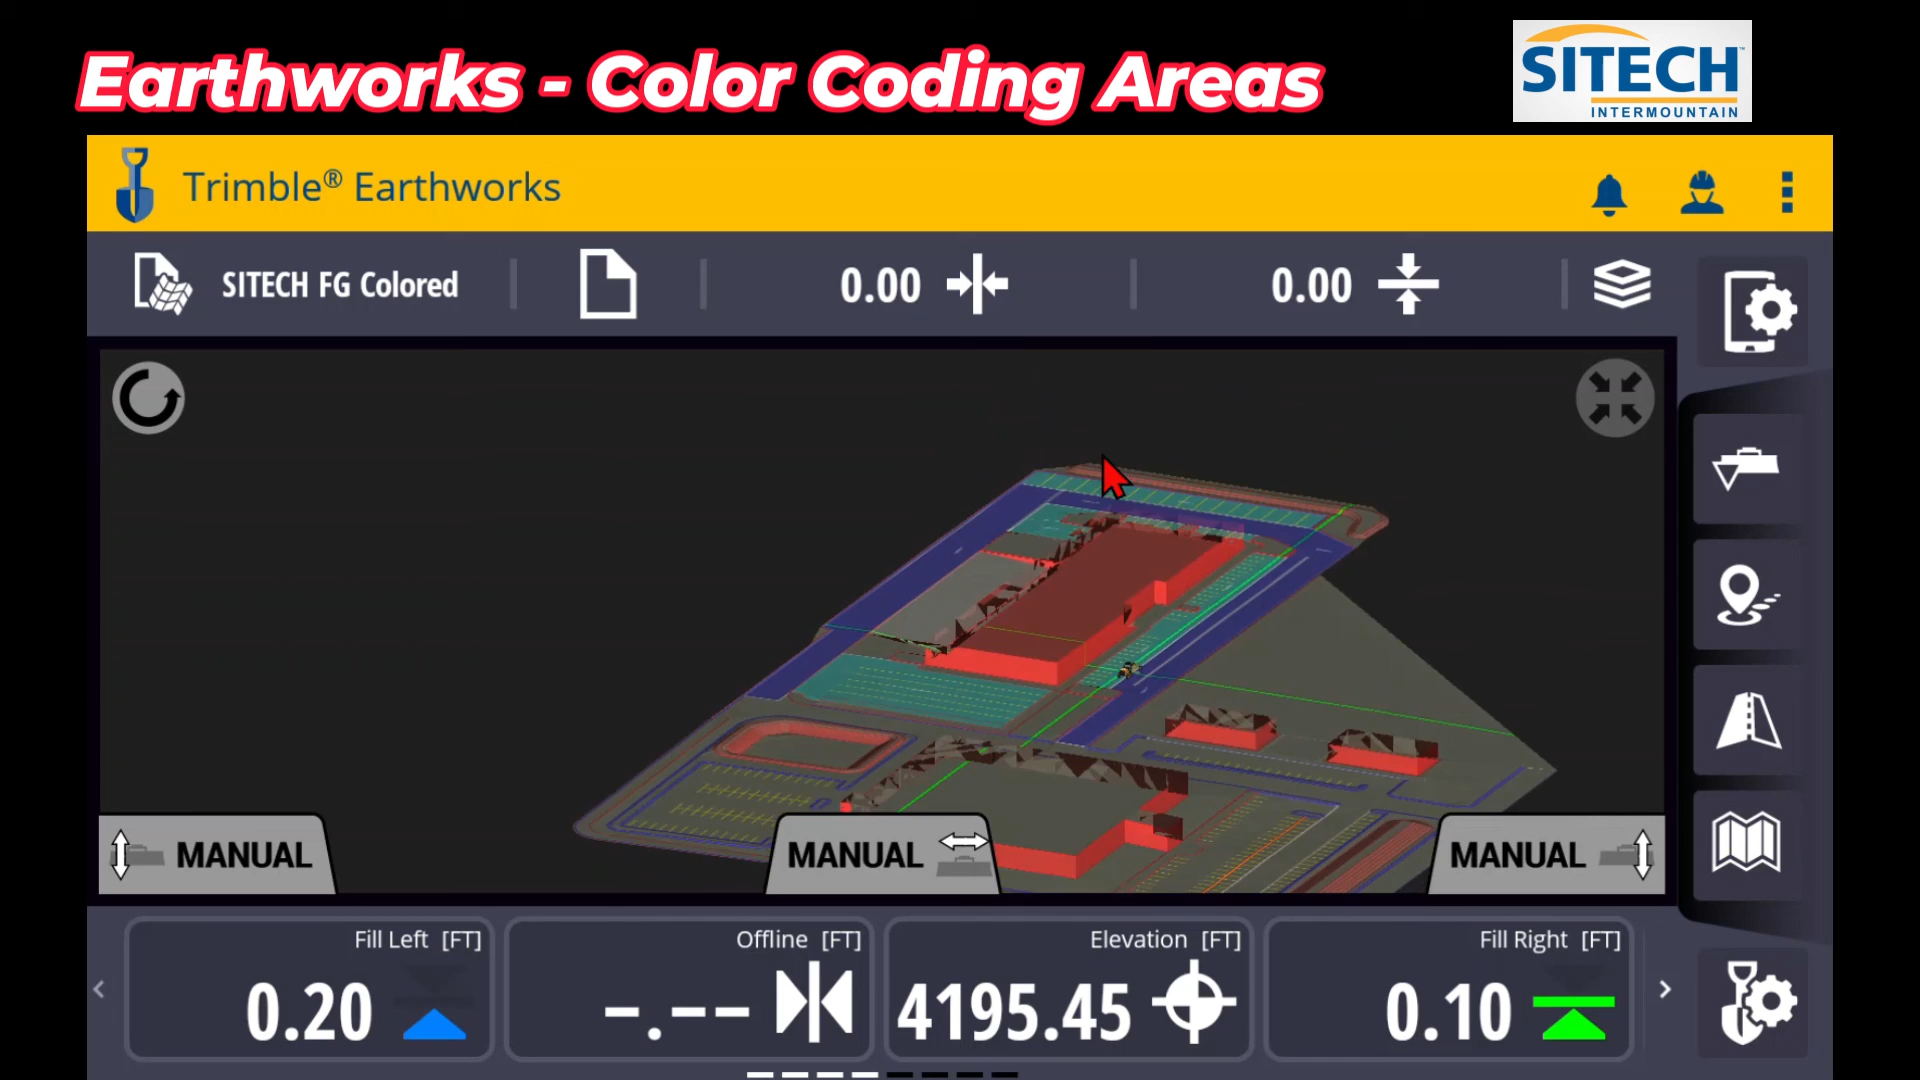 Earthworks - Color Coding Areas
SITECH™
INTERMOUNTAIN
Trimble® Earthworks
SITECH FG Colored
0.00
0.00
MANUAL
MANUAL
MANUAL
Fill Left [FT]
0.20
Offline [FT]
-.--
Elevation [FT]
4195.45
Fill Right [FT]
0.10